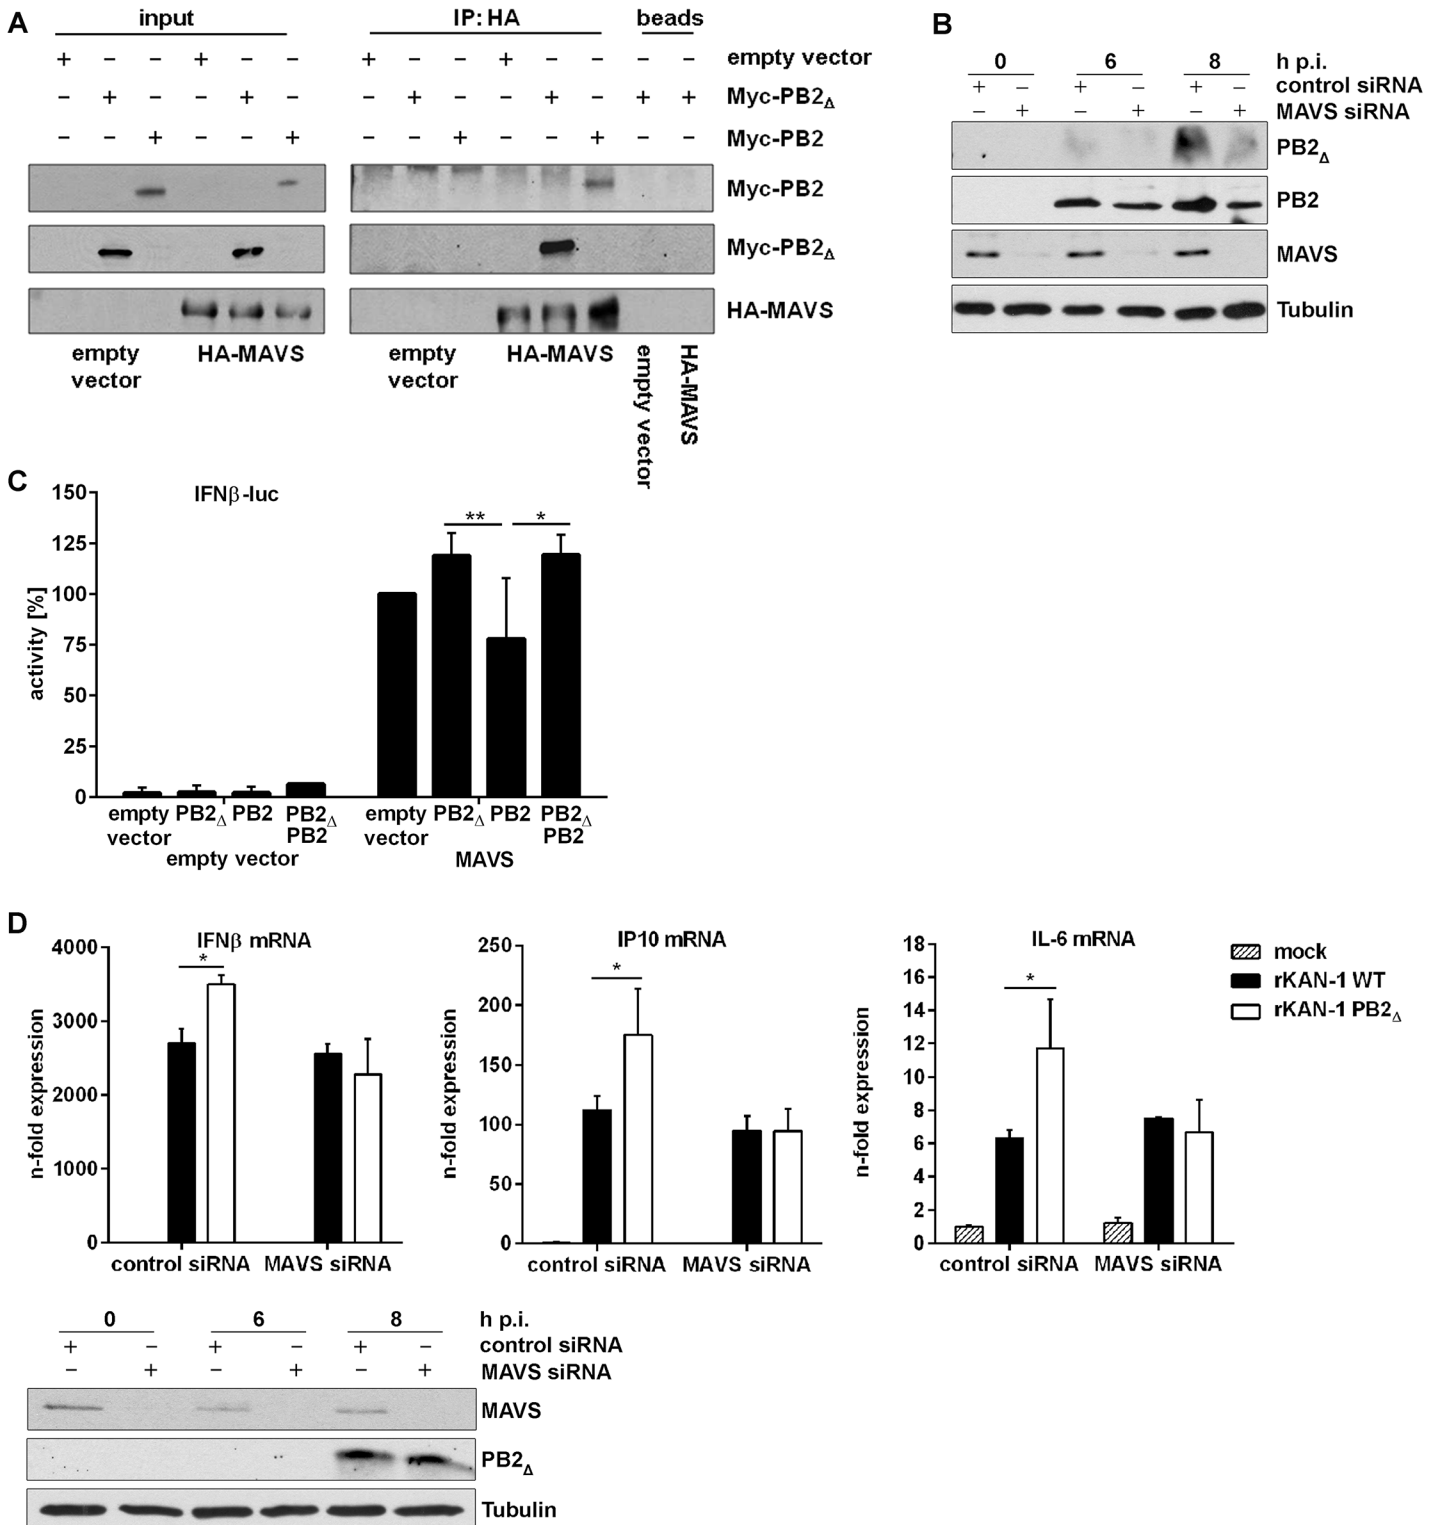 A
input
IP: HA
beads
+ – – + – – + – – + – – – – empty vector
– + – – + – – + – – + – + + Myc-PB2Δ
– – + – – + – – + – – + – – Myc-PB2
Myc-PB2
Myc-PB2Δ
HA-MAVS
empty vector
HA-MAVS
empty vector
HA-MAVS
empty vector
HA-MAVS
B
0 6 8 h p.i.
+ – + – + – control siRNA
– + – + – + MAVS siRNA
PB2Δ
PB2
MAVS
Tubulin
C
IFNβ-luc
activity [%]
150
125
100
75
50
25
0
** *
empty vector
PB2Δ
PB2
PB2Δ PB2
empty vector
empty vector
PB2Δ
PB2
PB2Δ PB2
MAVS
D
IFNβ mRNA
n-fold expression
4000
3000
2000
1000
0
*
control siRNA MAVS siRNA
IP10 mRNA
n-fold expression
250
200
150
100
50
0
*
control siRNA MAVS siRNA
IL-6 mRNA
n-fold expression
18
16
14
12
10
8
6
4
2
0
*
control siRNA MAVS siRNA
mock
rKAN-1 WT
rKAN-1 PB2Δ
0 6 8 h p.i.
+ – + – + – control siRNA
– + – + – + MAVS siRNA
MAVS
PB2Δ
Tubulin